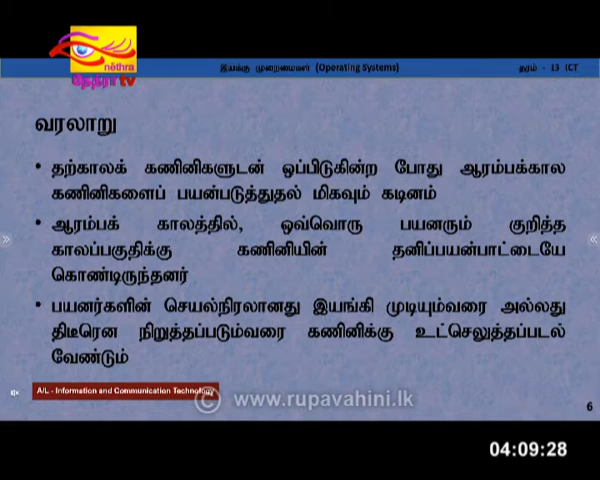 nēthra
நேத்ரா tv
இயக்கு முறைமைகள் (Operating Systems)
தரம் - 13 ICT
வரலாறு
• தற்காலக் கணினிகளுடன் ஒப்பிடுகின்ற போது ஆரம்பக்கால
கணினிகளைப் பயன்படுத்துதல் மிகவும் கடினம்
• ஆரம்பக் காலத்தில், ஒவ்வொரு பயனரும் குறித்த
காலப்பகுதிக்கு கணினியின் தனிப்பயன்பாட்டையே
கொண்டிருந்தனர்
• பயனர்களின் செயல்நிரலானது இயங்கி முடியும்வரை அல்லது
திடீரென நிறுத்தப்படும்வரை கணினிக்கு உட்செலுத்தப்படல்
வேண்டும்
A/L - Information and Communication Technology
© www.rupavahini.lk
6
04:09:28